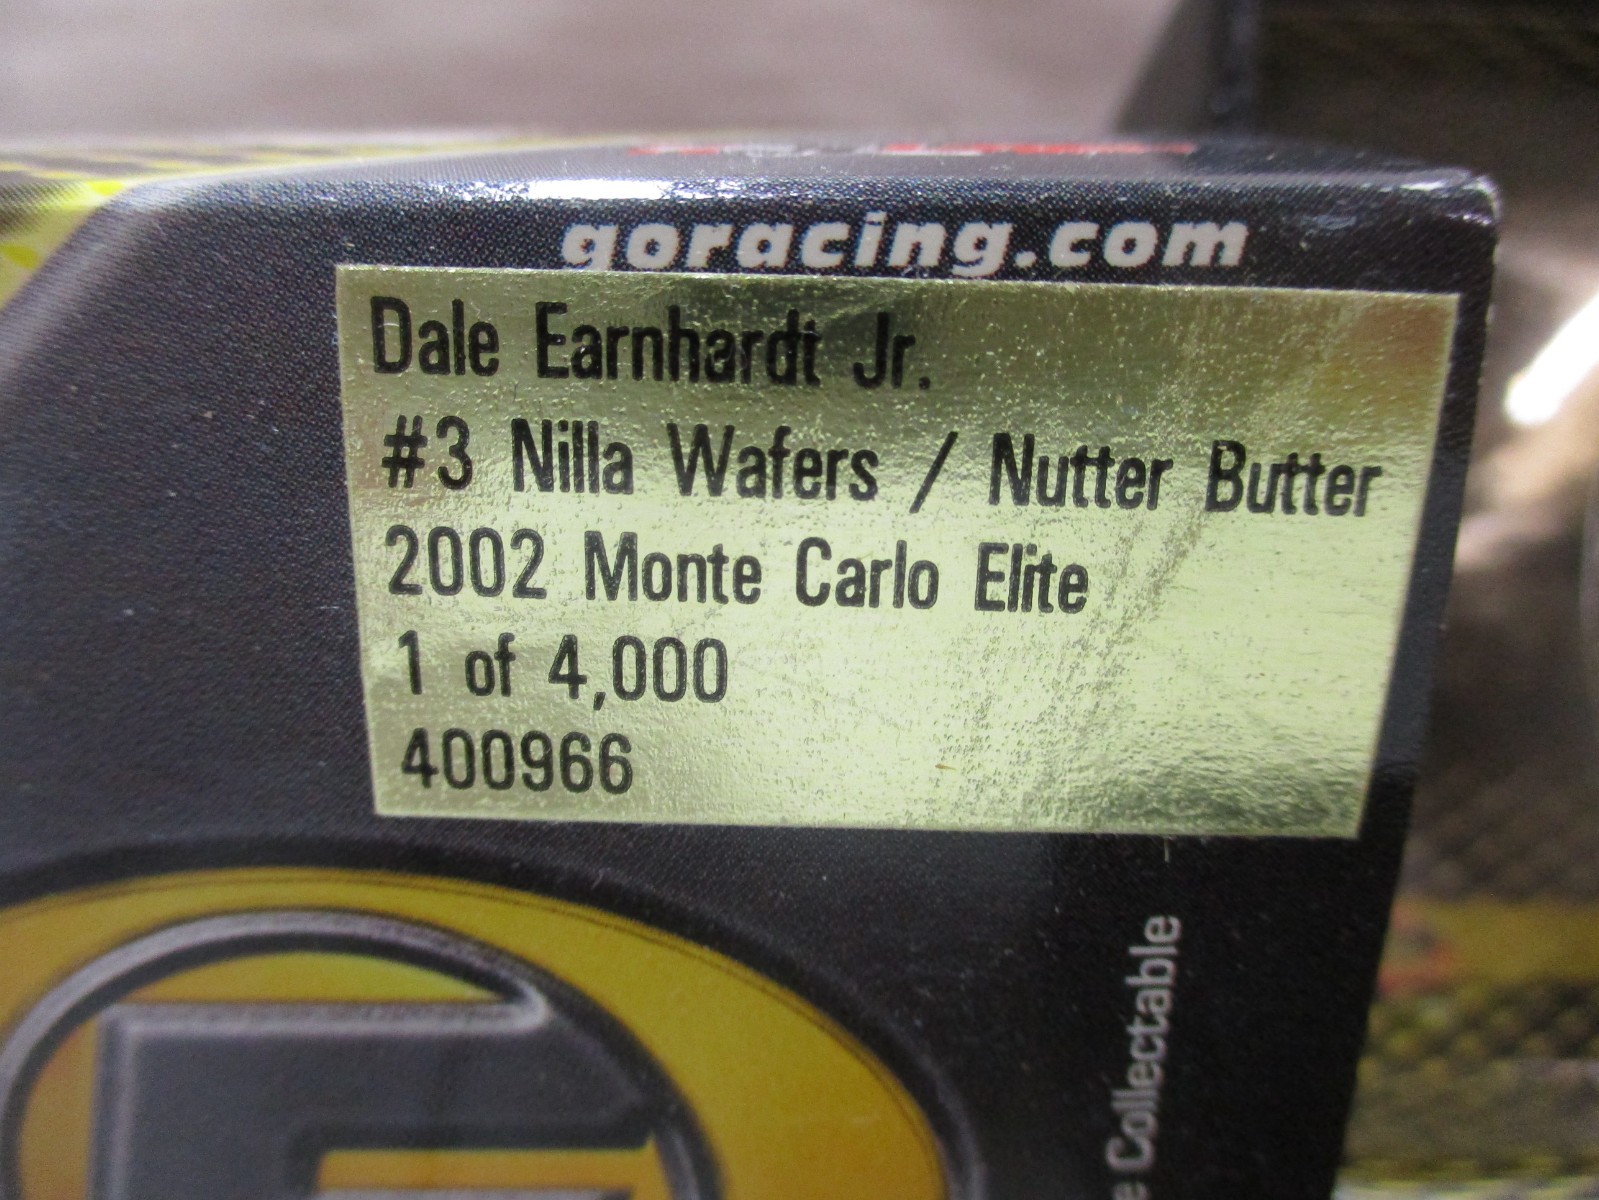 goracing.com
Dale Earnhardt Jr.
#3 Nilla Wafers / Nutter Butter
2002 Monte Carlo Elite
1 of 4,000
400966
Collectable